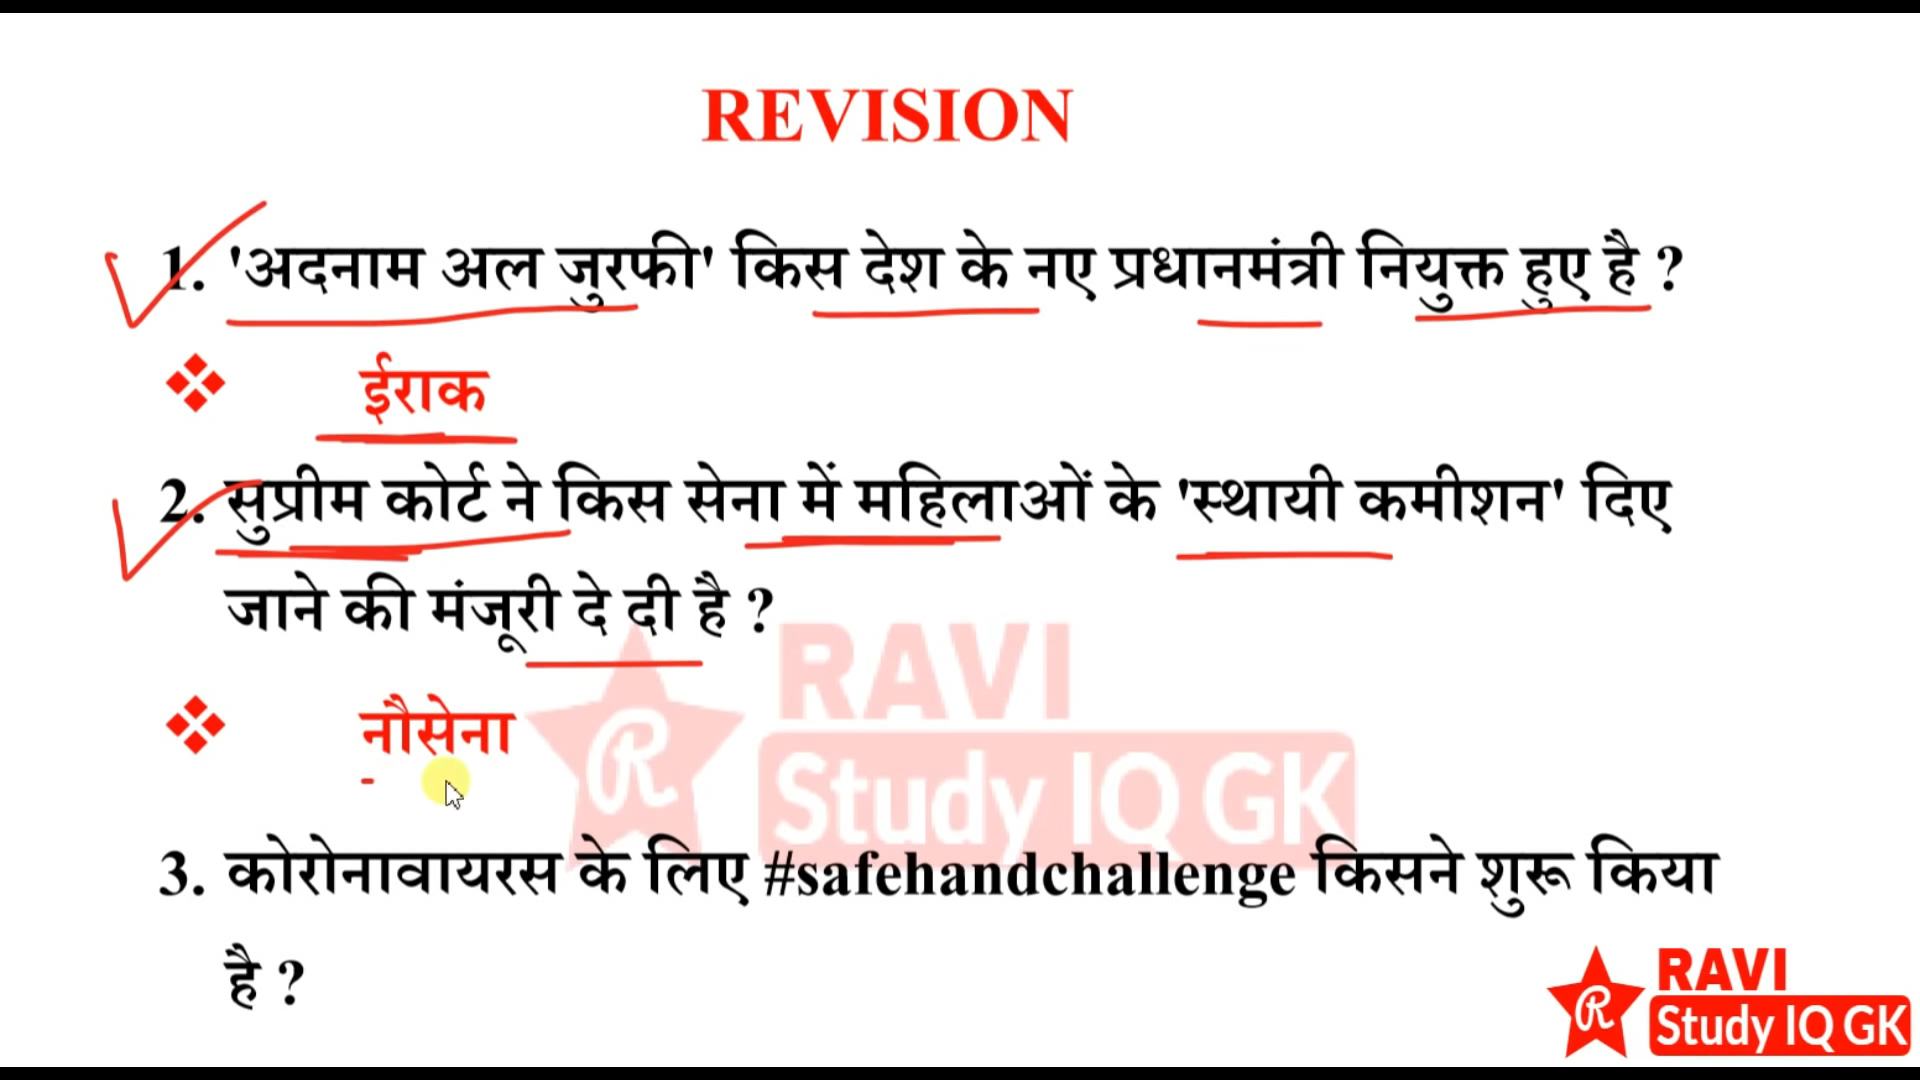 REVISION
1. 'अदनाम अल जुरफी' किस देश के नए प्रधानमंत्री नियुक्त हुए है ?
❖ ईराक
2. सुप्रीम कोर्ट ने किस सेना में महिलाओं के 'स्थायी कमीशन' दिए
जाने की मंजूरी दे दी है ?
RAVI
R
Study IQ GK
❖ नौसेना
3. कोरोनावायरस के लिए #safehandchallenge किसने शुरू किया
है ?
RAVI
R
Study IQ GK